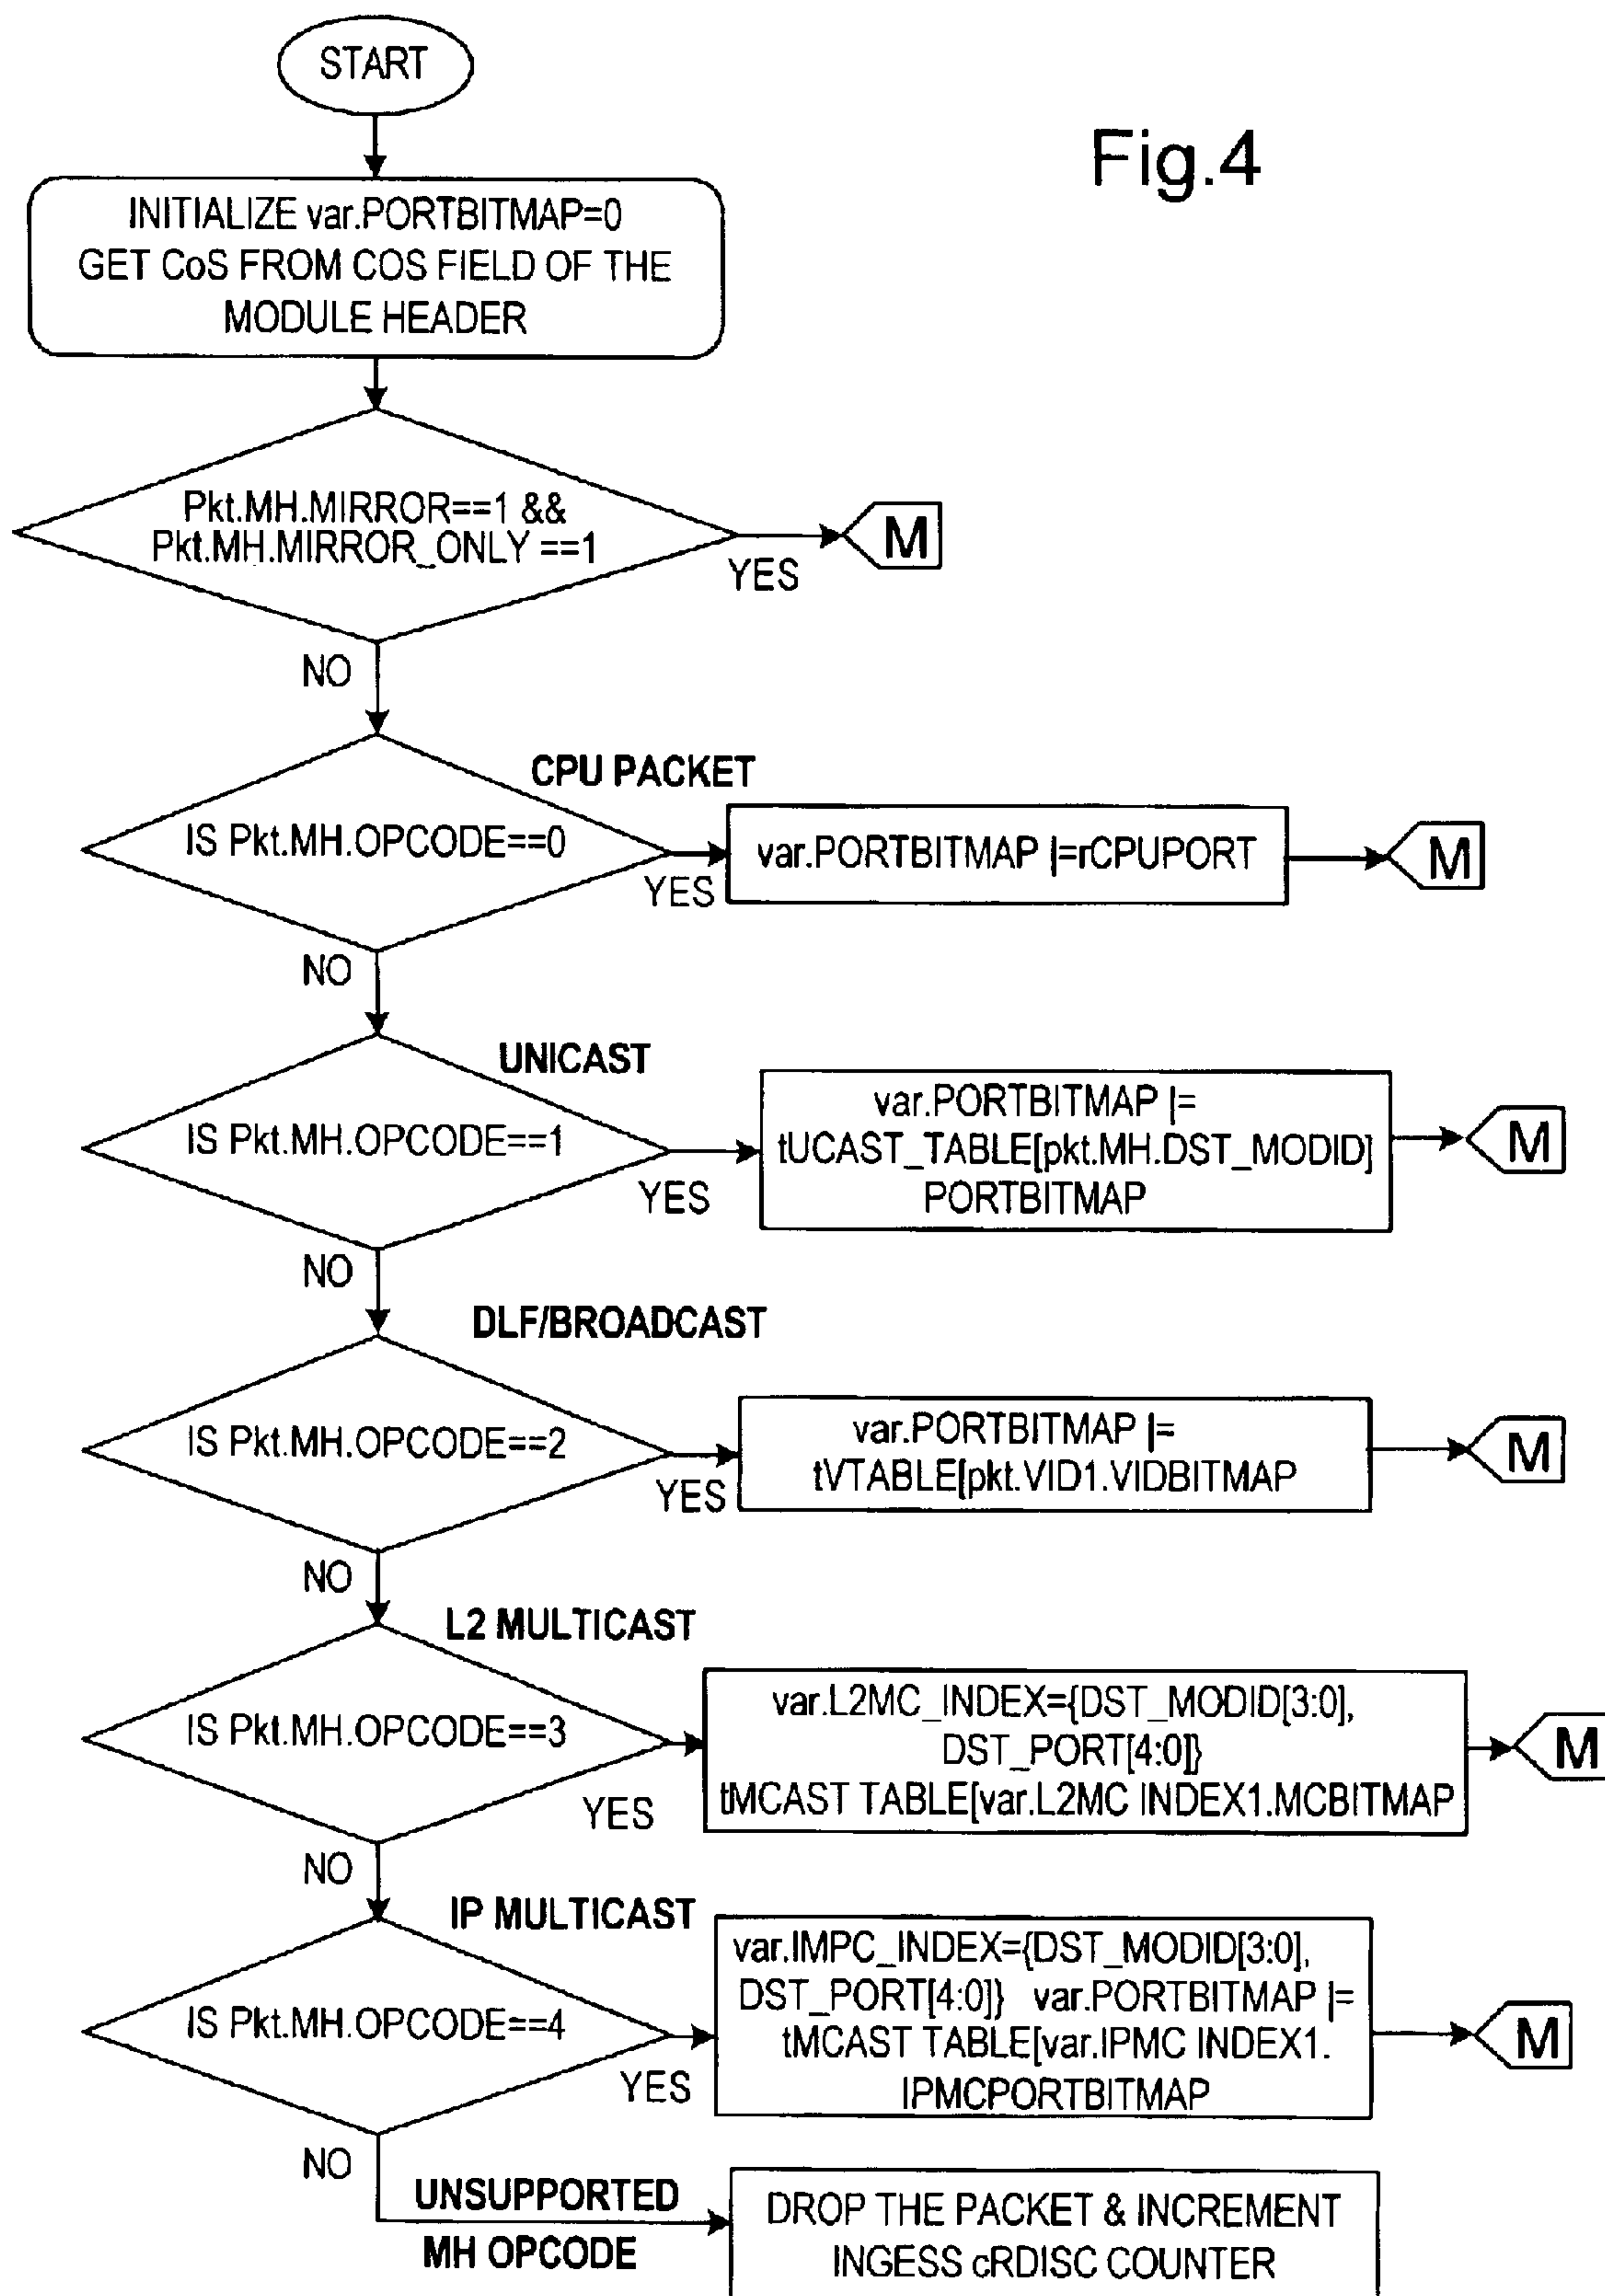 START
Fig.4
INITIALIZE var.PORTBITMAP=0
GET CoS FROM COS FIELD OF THE
MODULE HEADER
Pkt.MH.MIRROR==1 &&
Pkt.MH.MIRROR_ONLY==1
YES
M
NO
CPU PACKET
IS Pkt.MH.OPCODE==0
YES
var.PORTBITMAP |=rCPUPORT
M
NO
UNICAST
IS Pkt.MH.OPCODE==1
YES
var.PORTBITMAP |=
tUCAST_TABLE[pkt.MH.DST_MODID]
PORTBITMAP
M
NO
DLF/BROADCAST
IS Pkt.MH.OPCODE==2
YES
var.PORTBITMAP |=
tVTABLE[pkt.VID1.VIDBITMAP
M
NO
L2 MULTICAST
IS Pkt.MH.OPCODE==3
YES
var.L2MC_INDEX={DST_MODID[3:0],
DST_PORT[4:0]}
tMCAST TABLE[var.L2MC INDEX1.MCBITMAP
M
NO
IP MULTICAST
IS Pkt.MH.OPCODE==4
YES
var.IMPC_INDEX={DST_MODID[3:0],
DST_PORT[4:0]} var.PORTBITMAP |=
tMCAST TABLE[var.IPMC INDEX1.
IPMCPORTBITMAP
M
NO
UNSUPPORTED
MH OPCODE
DROP THE PACKET & INCREMENT
INGESS cRDISC COUNTER